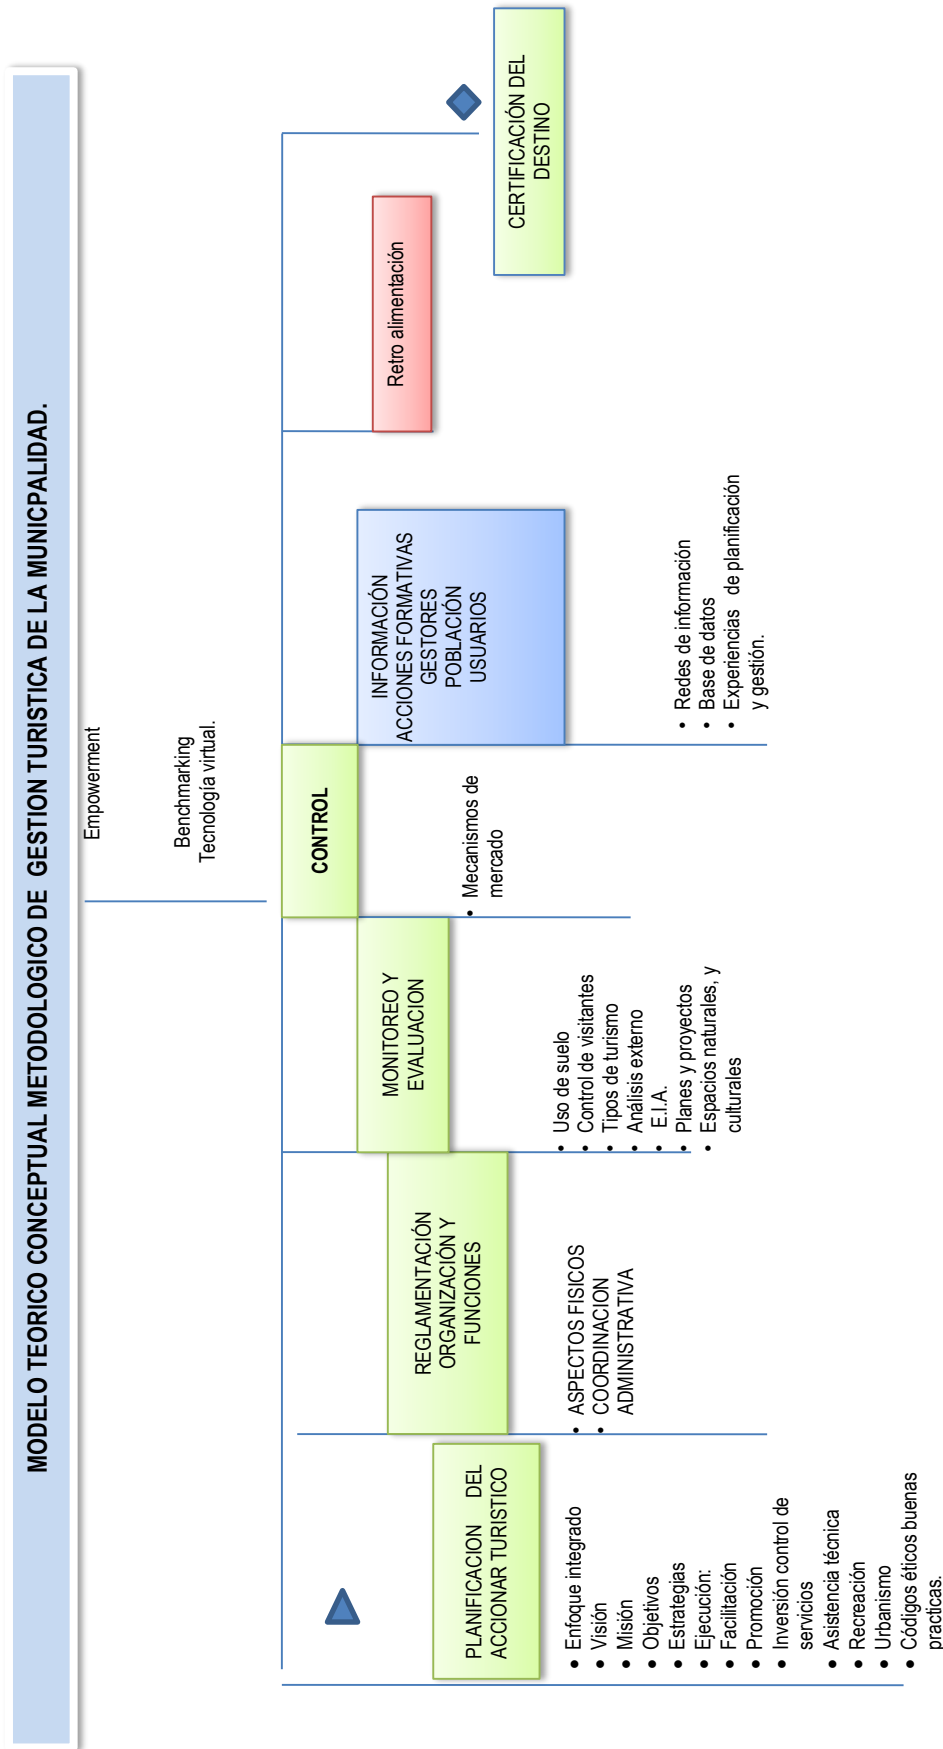 MODELO TEORICO CONCEPTUAL METODOLOGICO DE GESTION TURISTICA DE LA MUNICPALIDAD.
Empowerment
Benchmarking
Tecnología virtual.
PLANIFICACION DEL
ACCIONAR TURISTICO
• Enfoque integrado
• Visión
• Misión
• Objetivos
• Estrategias
• Ejecución:
• Facilitación
• Promoción
• Inversión control de
servicios
• Asistencia técnica
• Recreación
• Urbanismo
• Códigos éticos buenas
practicas.
REGLAMENTACIÓN
ORGANIZACIÓN Y
FUNCIONES
• ASPECTOS FISICOS
• COORDINACION
ADMINISTRATIVA
MONITOREO Y
EVALUACION
• Uso de suelo
• Control de visitantes
• Tipos de turismo
• Análisis externo
• E.I.A.
• Planes y proyectos
• Espacios naturales, y
culturales
CONTROL
• Mecanismos de
mercado
INFORMACIÓN
ACCIONES FORMATIVAS
GESTORES
POBLACIÓN
USUARIOS
• Redes de información
• Base de datos
• Experiencias de planificación
y gestión.
Retro alimentación
CERTIFICACIÓN DEL
DESTINO